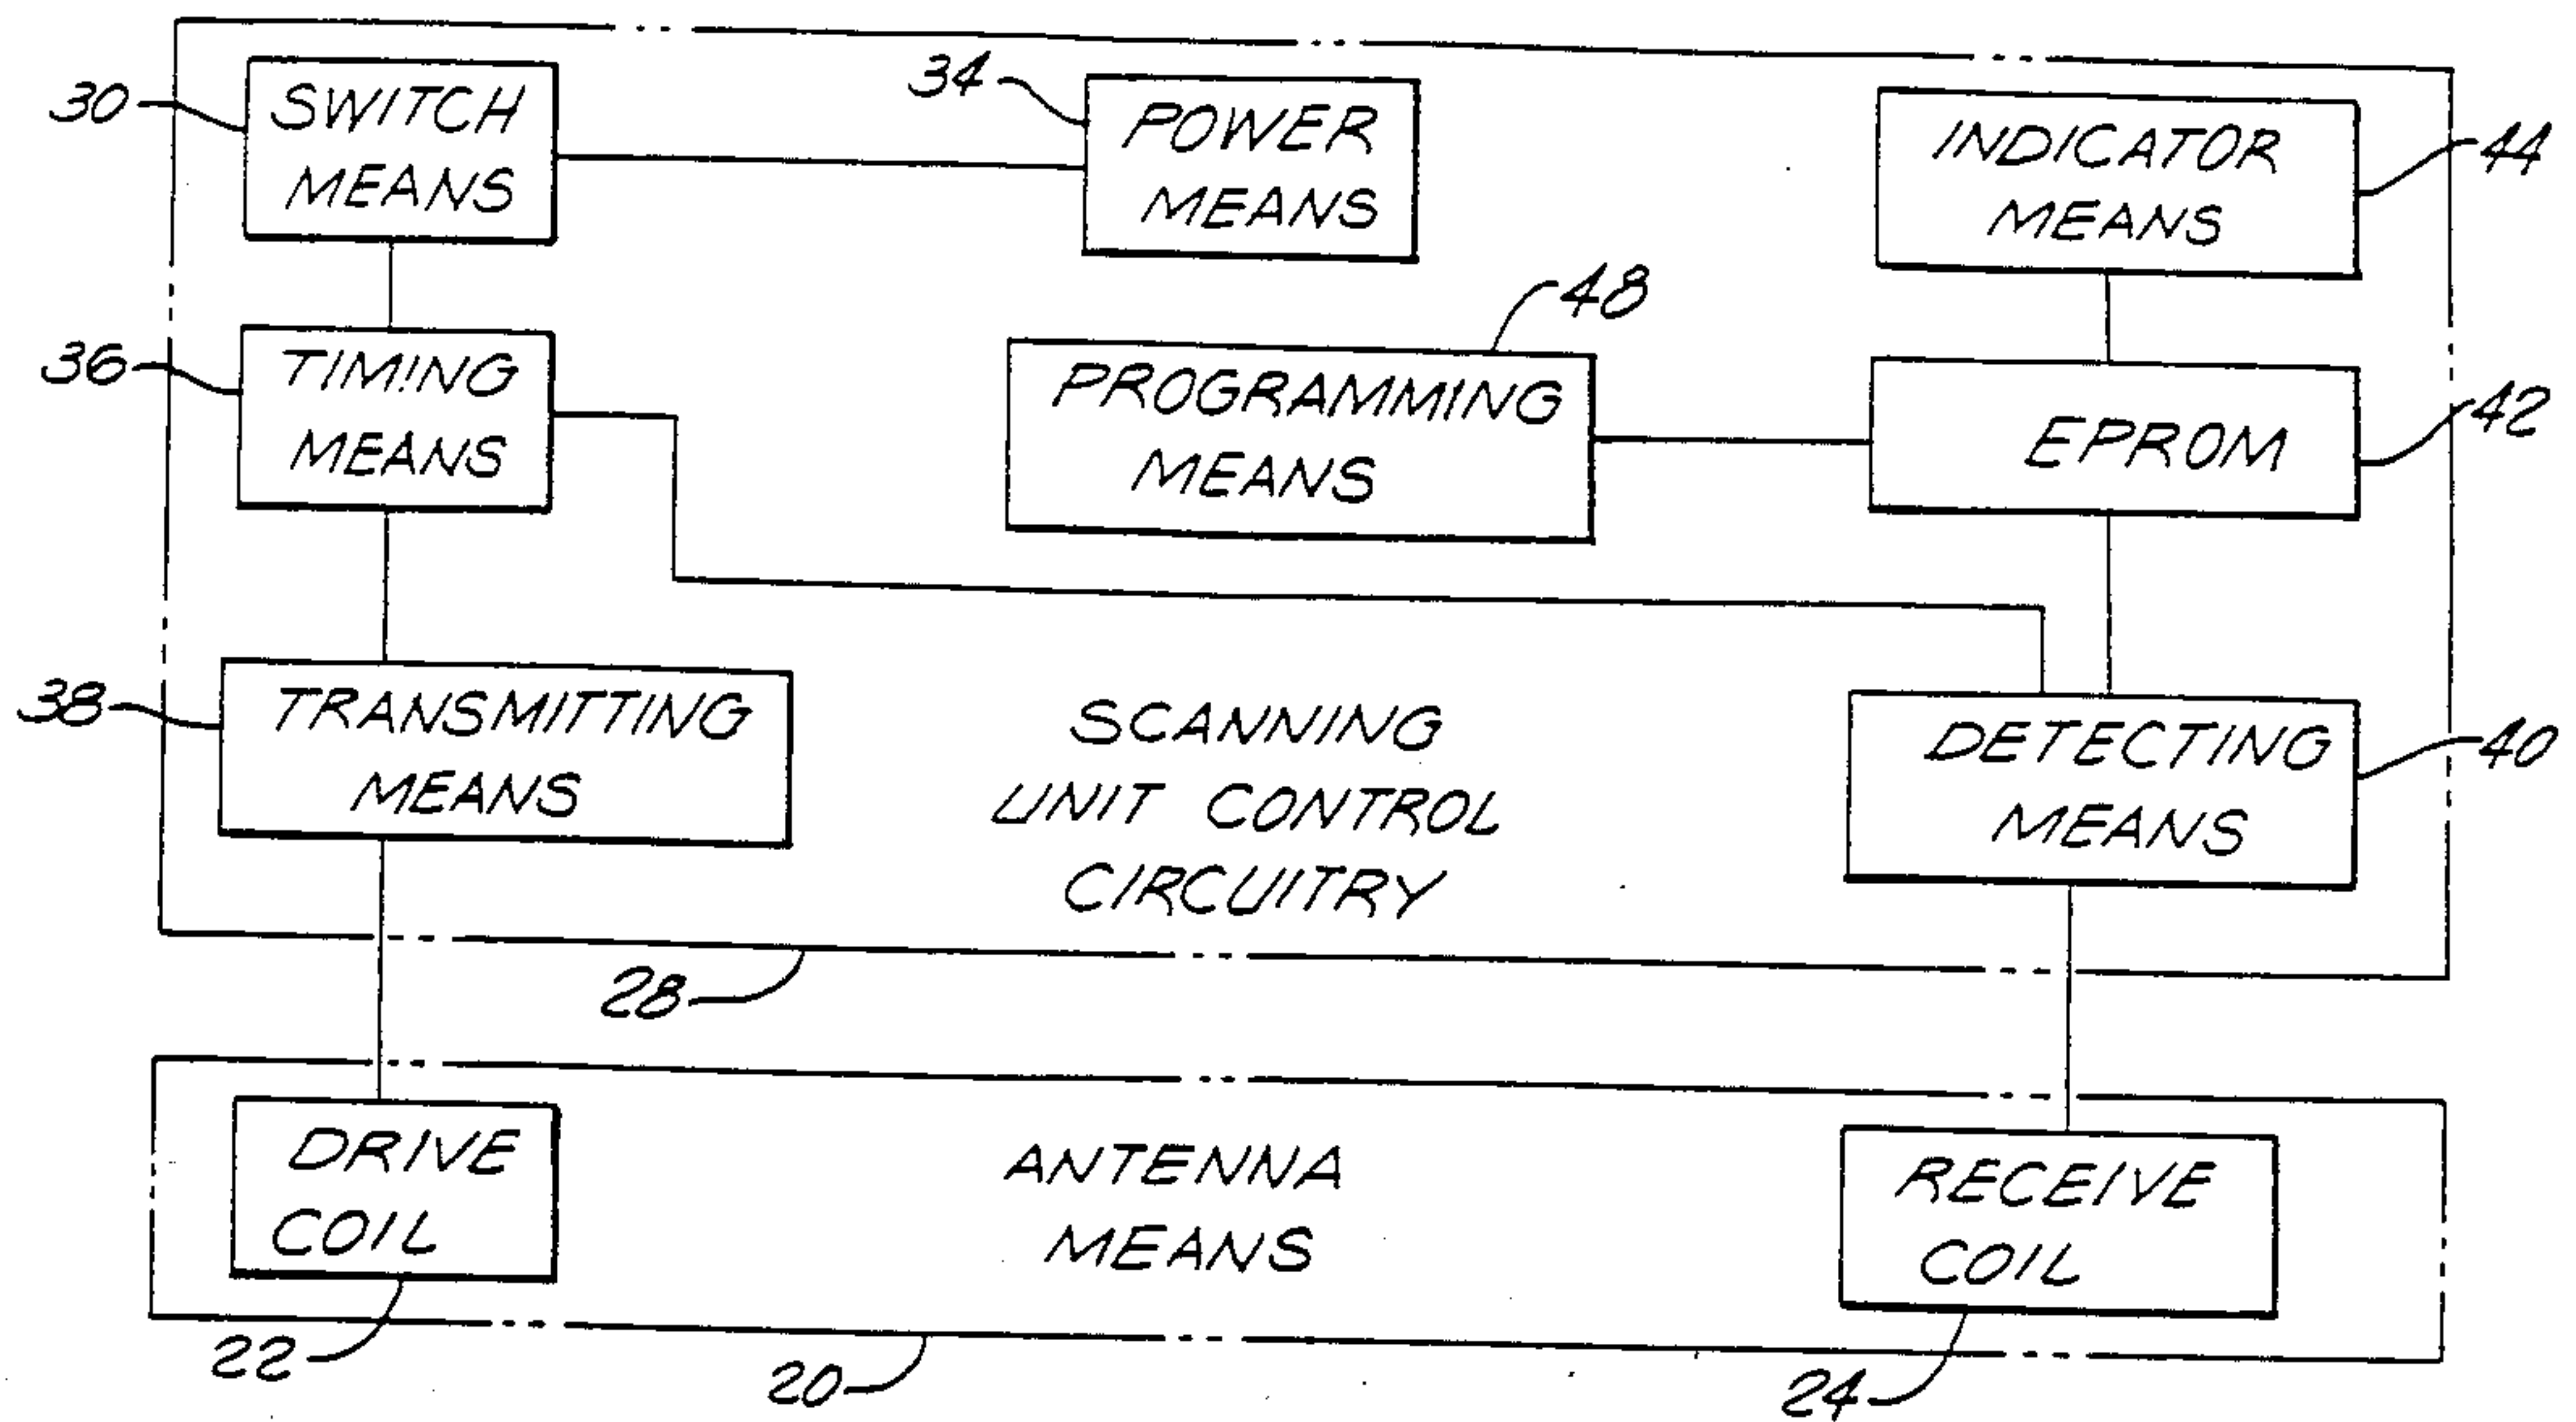 30
SWITCH
MEANS
34
POWER
MEANS
INDICATOR
MEANS
44
36
TIMING
MEANS
48
PROGRAMMING
MEANS
EPROM
42
38
TRANSMITTING
MEANS
SCANNING
UNIT CONTROL
CIRCUITRY
DETECTING
MEANS
40
28
DRIVE
COIL
ANTENNA
MEANS
RECEIVE
COIL
22
20
24